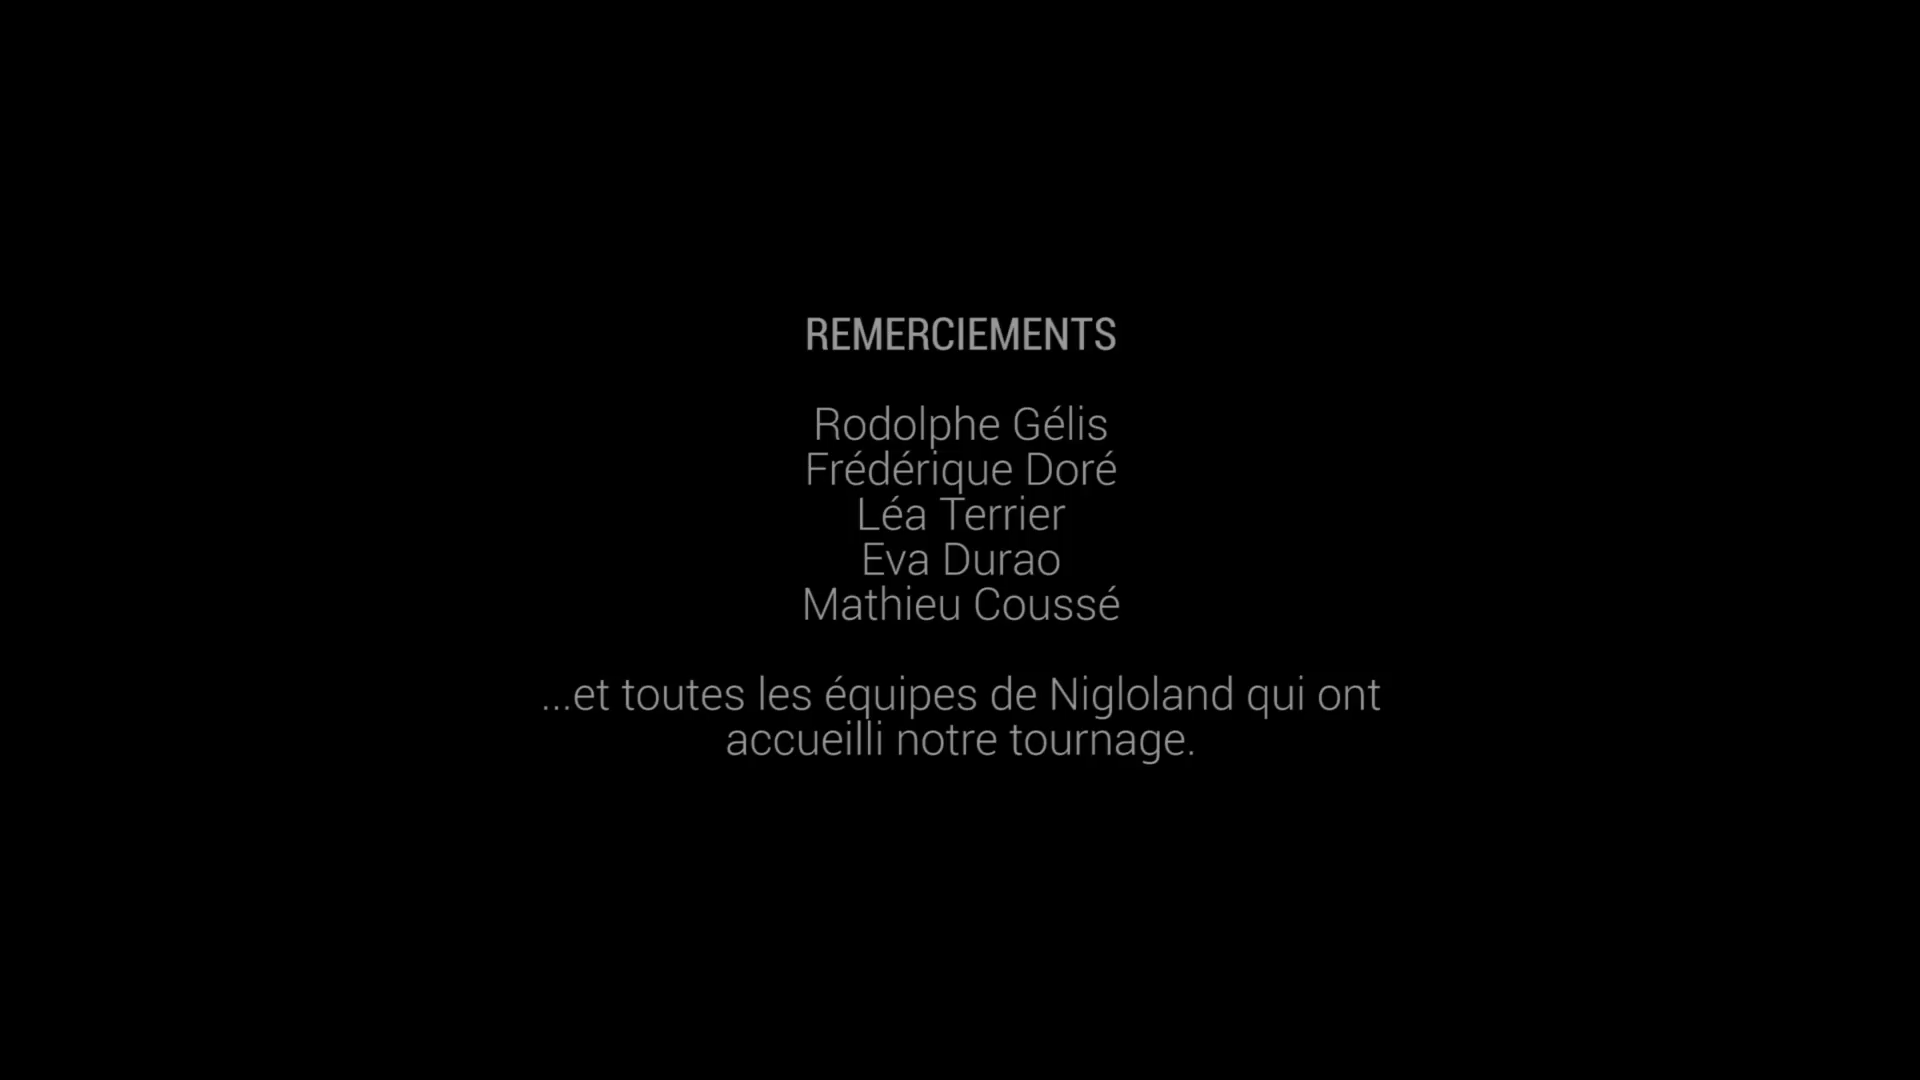 REMERCIEMENTS
Rodolphe Gélis
Frédérique Doré
Léa Terrier
Eva Durao
Mathieu Coussé
...et toutes les équipes de Nigloland qui ont
accueilli notre tournage.